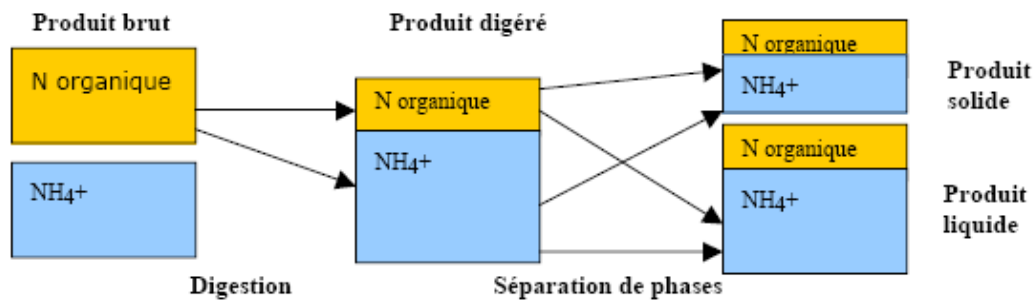 Produit brut
N organique
NH4+
Digestion
Produit digéré
N organique
NH4+
Séparation de phases
N organique
NH4+
Produit
solide
N organique
NH4+
Produit
liquide